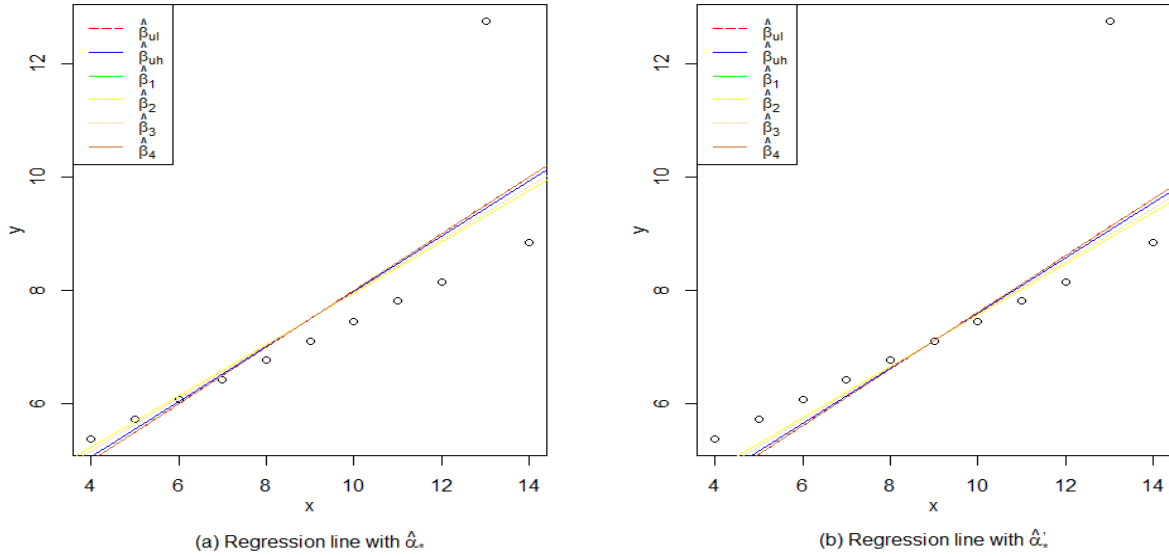 β̂ul
β̂uh
β̂1
β̂2
β̂3
β̂4
12
10
8
6
y
4 6 8 10 12 14
x
(a) Regression line with α̂*
β̂ul
β̂uh
β̂1
β̂2
β̂3
β̂4
12
10
8
6
y
4 6 8 10 12 14
x
(b) Regression line with α̂*'